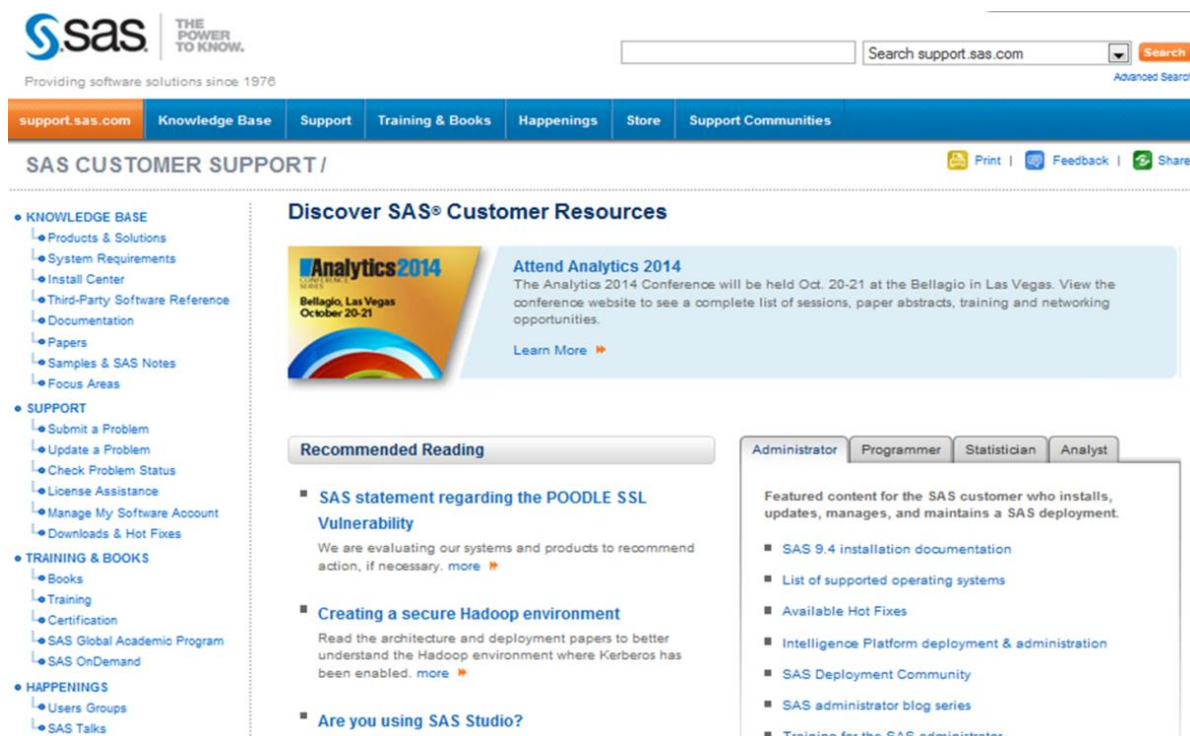 sas
THE
POWER
TO KNOW.
Providing software solutions since 1976
Search support.sas.com
Search
Advanced Search
support.sas.com
Knowledge Base
Support
Training & Books
Happenings
Store
Support Communities
SAS CUSTOMER SUPPORT /
Print |
Feedback |
Share
KNOWLEDGE BASE
Products & Solutions
System Requirements
Install Center
Third-Party Software Reference
Documentation
Papers
Samples & SAS Notes
Focus Areas
SUPPORT
Submit a Problem
Update a Problem
Check Problem Status
License Assistance
Manage My Software Account
Downloads & Hot Fixes
TRAINING & BOOKS
Books
Training
Certification
SAS Global Academic Program
SAS OnDemand
HAPPENINGS
Users Groups
SAS Talks
Discover SAS® Customer Resources
Analytics2014
CONFERENCE
SERIES
Bellagio, Las Vegas
October 20-21
Attend Analytics 2014
The Analytics 2014 Conference will be held Oct. 20-21 at the Bellagio in Las Vegas. View the
conference website to see a complete list of sessions, paper abstracts, training and networking
opportunities.
Learn More
Recommended Reading
SAS statement regarding the POODLE SSL
Vulnerability
We are evaluating our systems and products to recommend
action, if necessary. more
Creating a secure Hadoop environment
Read the architecture and deployment papers to better
understand the Hadoop environment where Kerberos has
been enabled. more
Are you using SAS Studio?
Administrator
Programmer
Statistician
Analyst
Featured content for the SAS customer who installs,
updates, manages, and maintains a SAS deployment.
SAS 9.4 installation documentation
List of supported operating systems
Available Hot Fixes
Intelligence Platform deployment & administration
SAS Deployment Community
SAS administrator blog series
Training for the SAS administrator